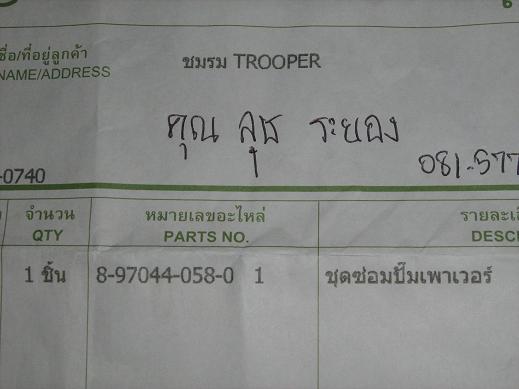 ชื่อ/ที่อยู่ลูกค้า
NAME/ADDRESS
ชมรม TROOPER
คุณ ลุช ระยอง
081-577
-0740
จำนวน
QTY
หมายเลขอะไหล่
PARTS NO.
รายละเอี
DESC
1 ชิ้น
8-97044-058-0 1
ชุดซ่อมปั๊มเพาเวอร์